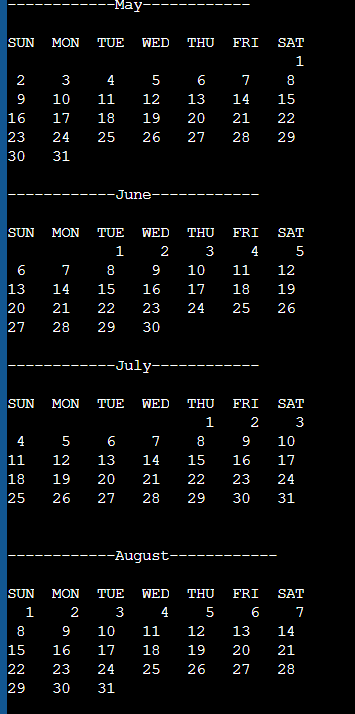 ------------May------------
SUN  MON  TUE  WED  THU  FRI  SAT
                                1
 2    3    4    5    6    7    8
 9   10   11   12   13   14   15
16   17   18   19   20   21   22
23   24   25   26   27   28   29
30   31
------------June------------
SUN  MON  TUE  WED  THU  FRI  SAT
            1    2    3    4    5
 6    7    8    9   10   11   12
13   14   15   16   17   18   19
20   21   22   23   24   25   26
27   28   29   30
------------July------------
SUN  MON  TUE  WED  THU  FRI  SAT
                      1    2    3
 4    5    6    7    8    9   10
11   12   13   14   15   16   17
18   19   20   21   22   23   24
25   26   27   28   29   30   31
------------August------------
SUN  MON  TUE  WED  THU  FRI  SAT
  1    2    3    4    5    6    7
 8    9   10   11   12   13   14
15   16   17   18   19   20   21
22   23   24   25   26   27   28
29   30   31